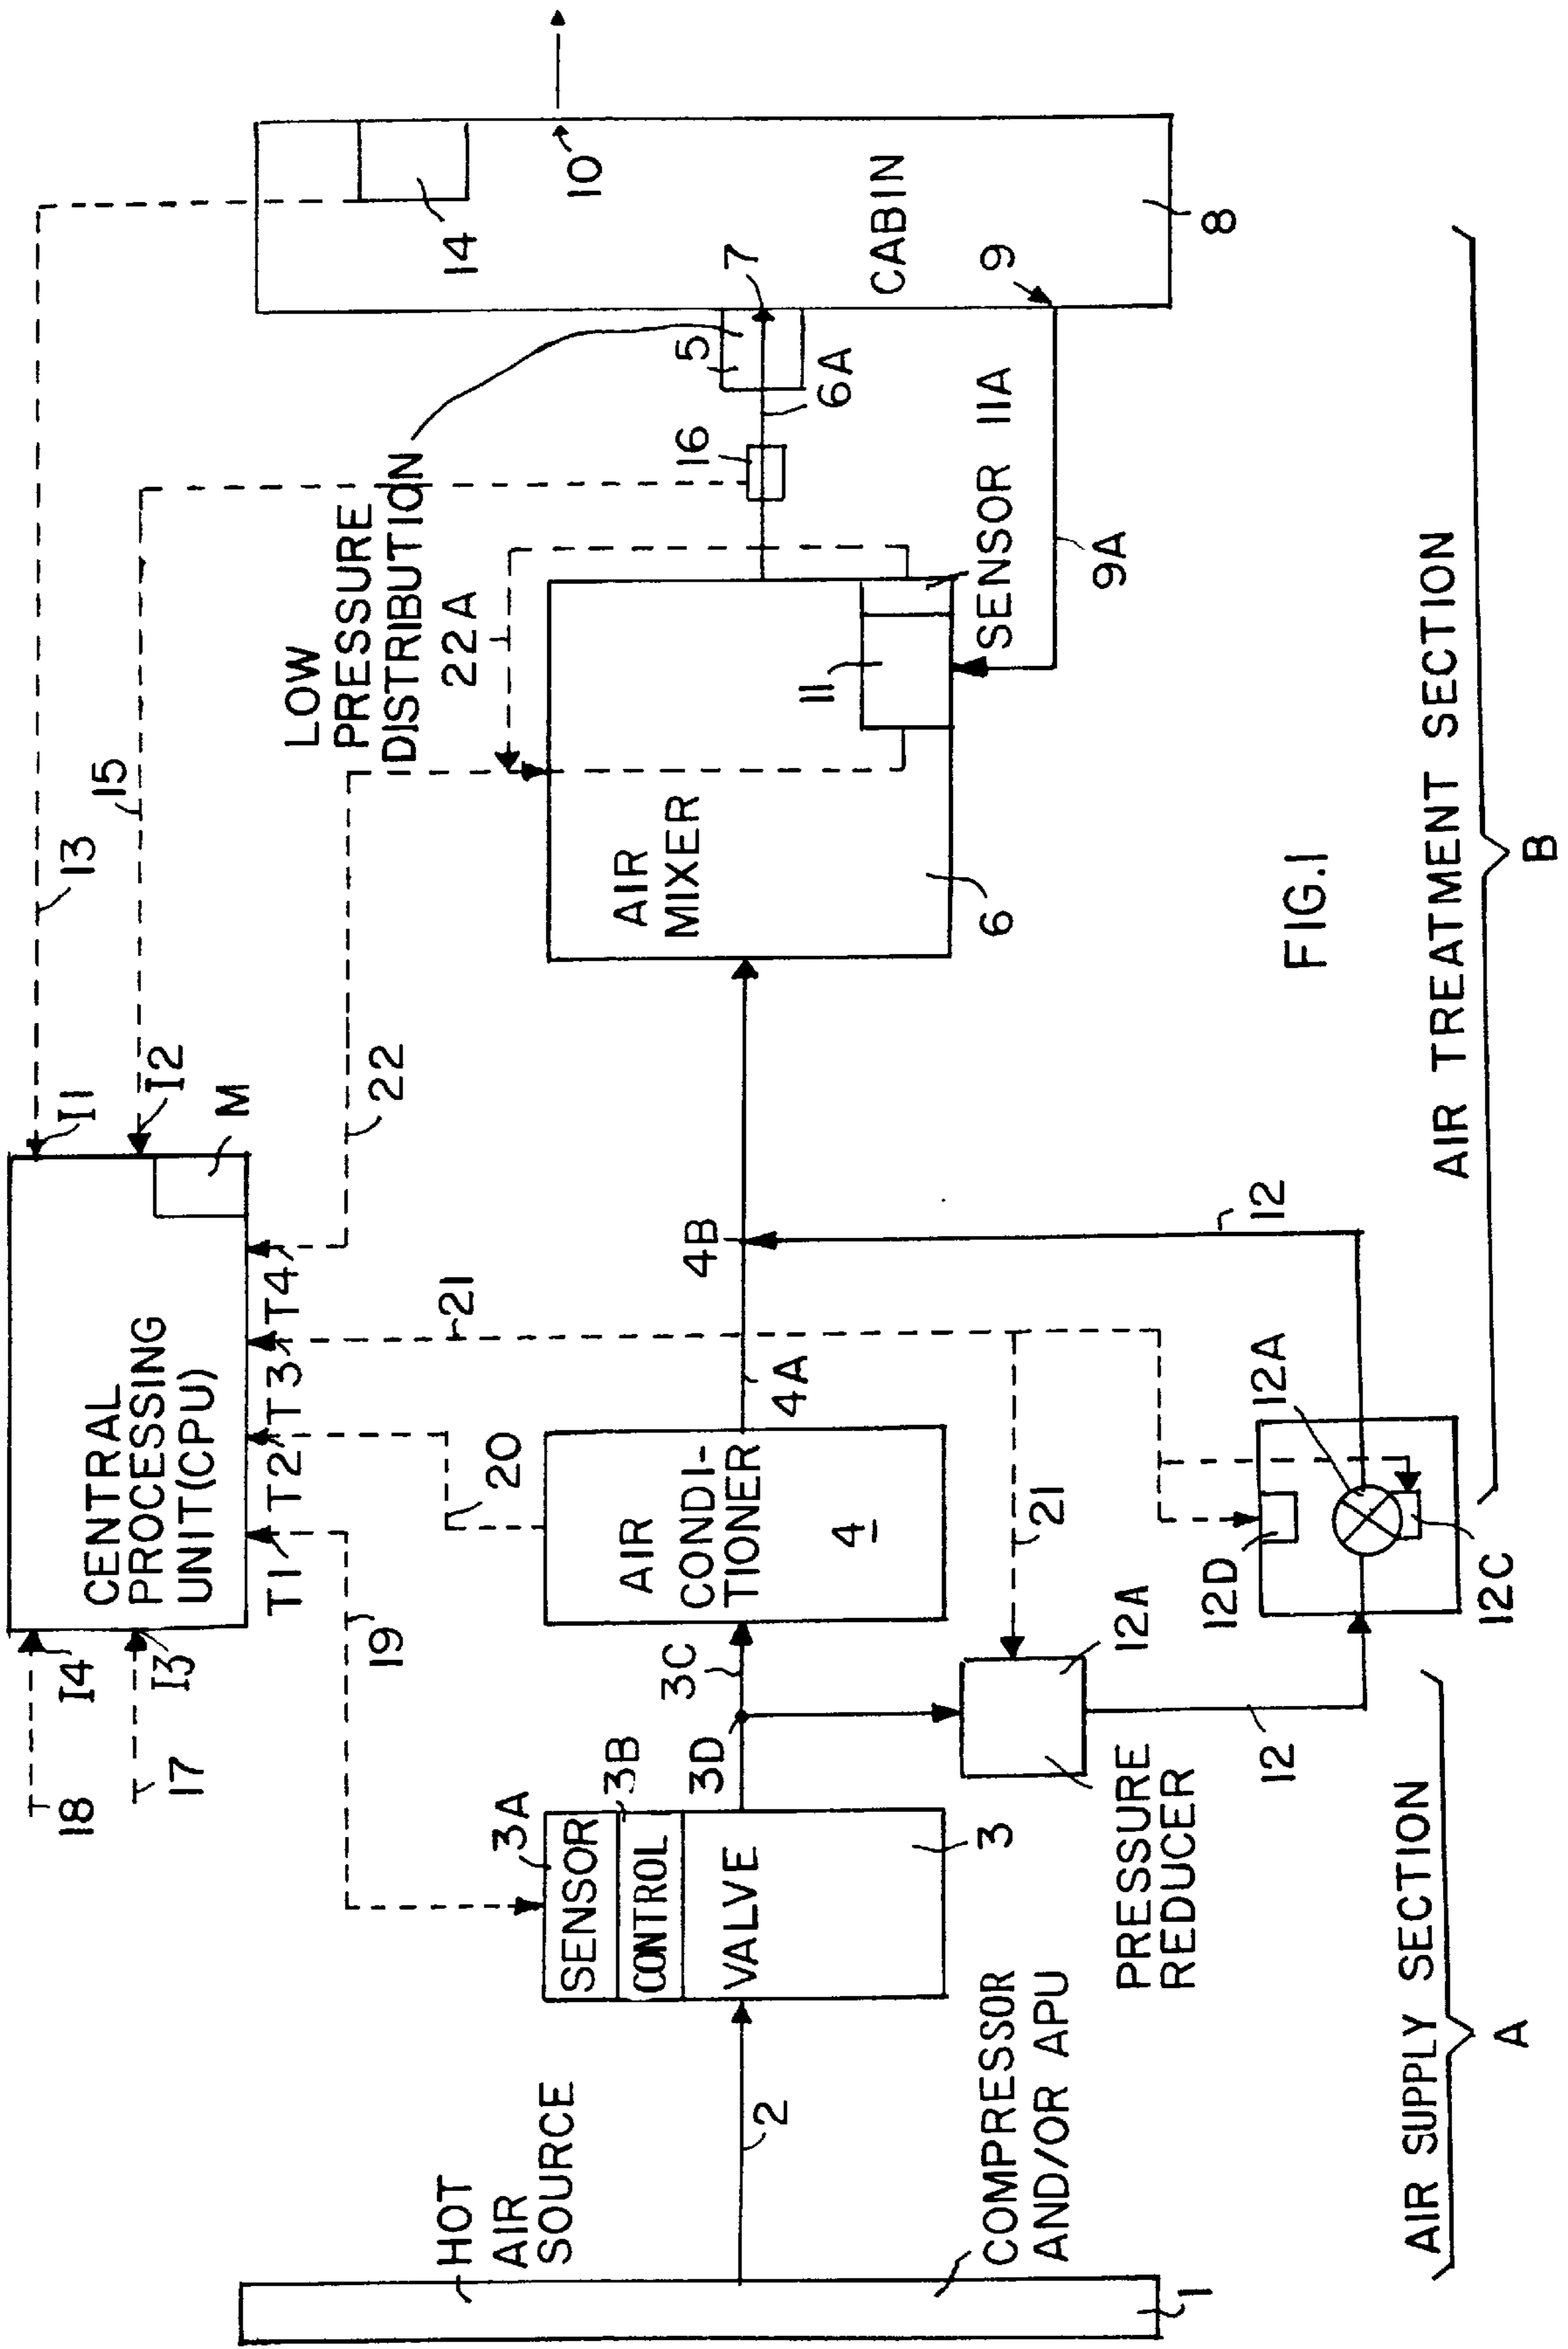 18
17
I4
I3
CENTRAL
PROCESSING
UNIT(CPU)
M
I1
I2
13
15
T1
T2
T3
T4
19
20
21
22
LOW
PRESSURE
DISTRIBUTION
22A
14
10
HOT
AIR
SOURCE
2
3A
SENSOR
3B
CONTROL
VALVE
3
3D
3C
AIR
CONDI-
TIONER
4
4A
4B
AIR
MIXER
6
11
16
5
6A
7
CABIN
8
9
SENSOR 11A
9A
COMPRESSOR
AND/OR APU
1
PRESSURE
REDUCER
12A
21
12
12D
12A
12C
12
FIG.1
AIR SUPPLY SECTION
A
AIR TREATMENT SECTION
B